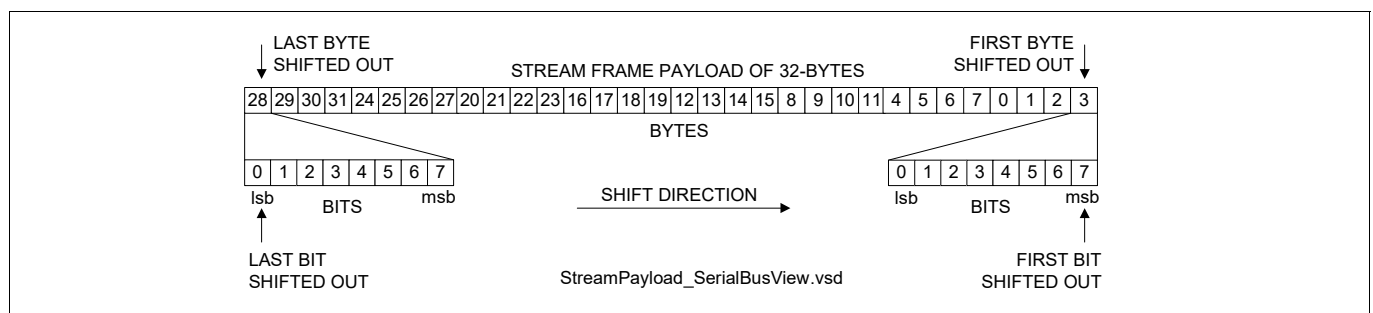 LAST BYTE
SHIFTED OUT
FIRST BYTE
SHIFTED OUT
STREAM FRAME PAYLOAD OF 32-BYTES
28 29 30 31 24 25 26 27 20 21 22 23 16 17 18 19 12 13 14 15 8 9 10 11 4 5 6 7 0 1 2 3
BYTES
0 1 2 3 4 5 6 7
lsb
BITS
msb
SHIFT DIRECTION
0 1 2 3 4 5 6 7
lsb
BITS
msb
LAST BIT
SHIFTED OUT
StreamPayload_SerialBusView.vsd
FIRST BIT
SHIFTED OUT